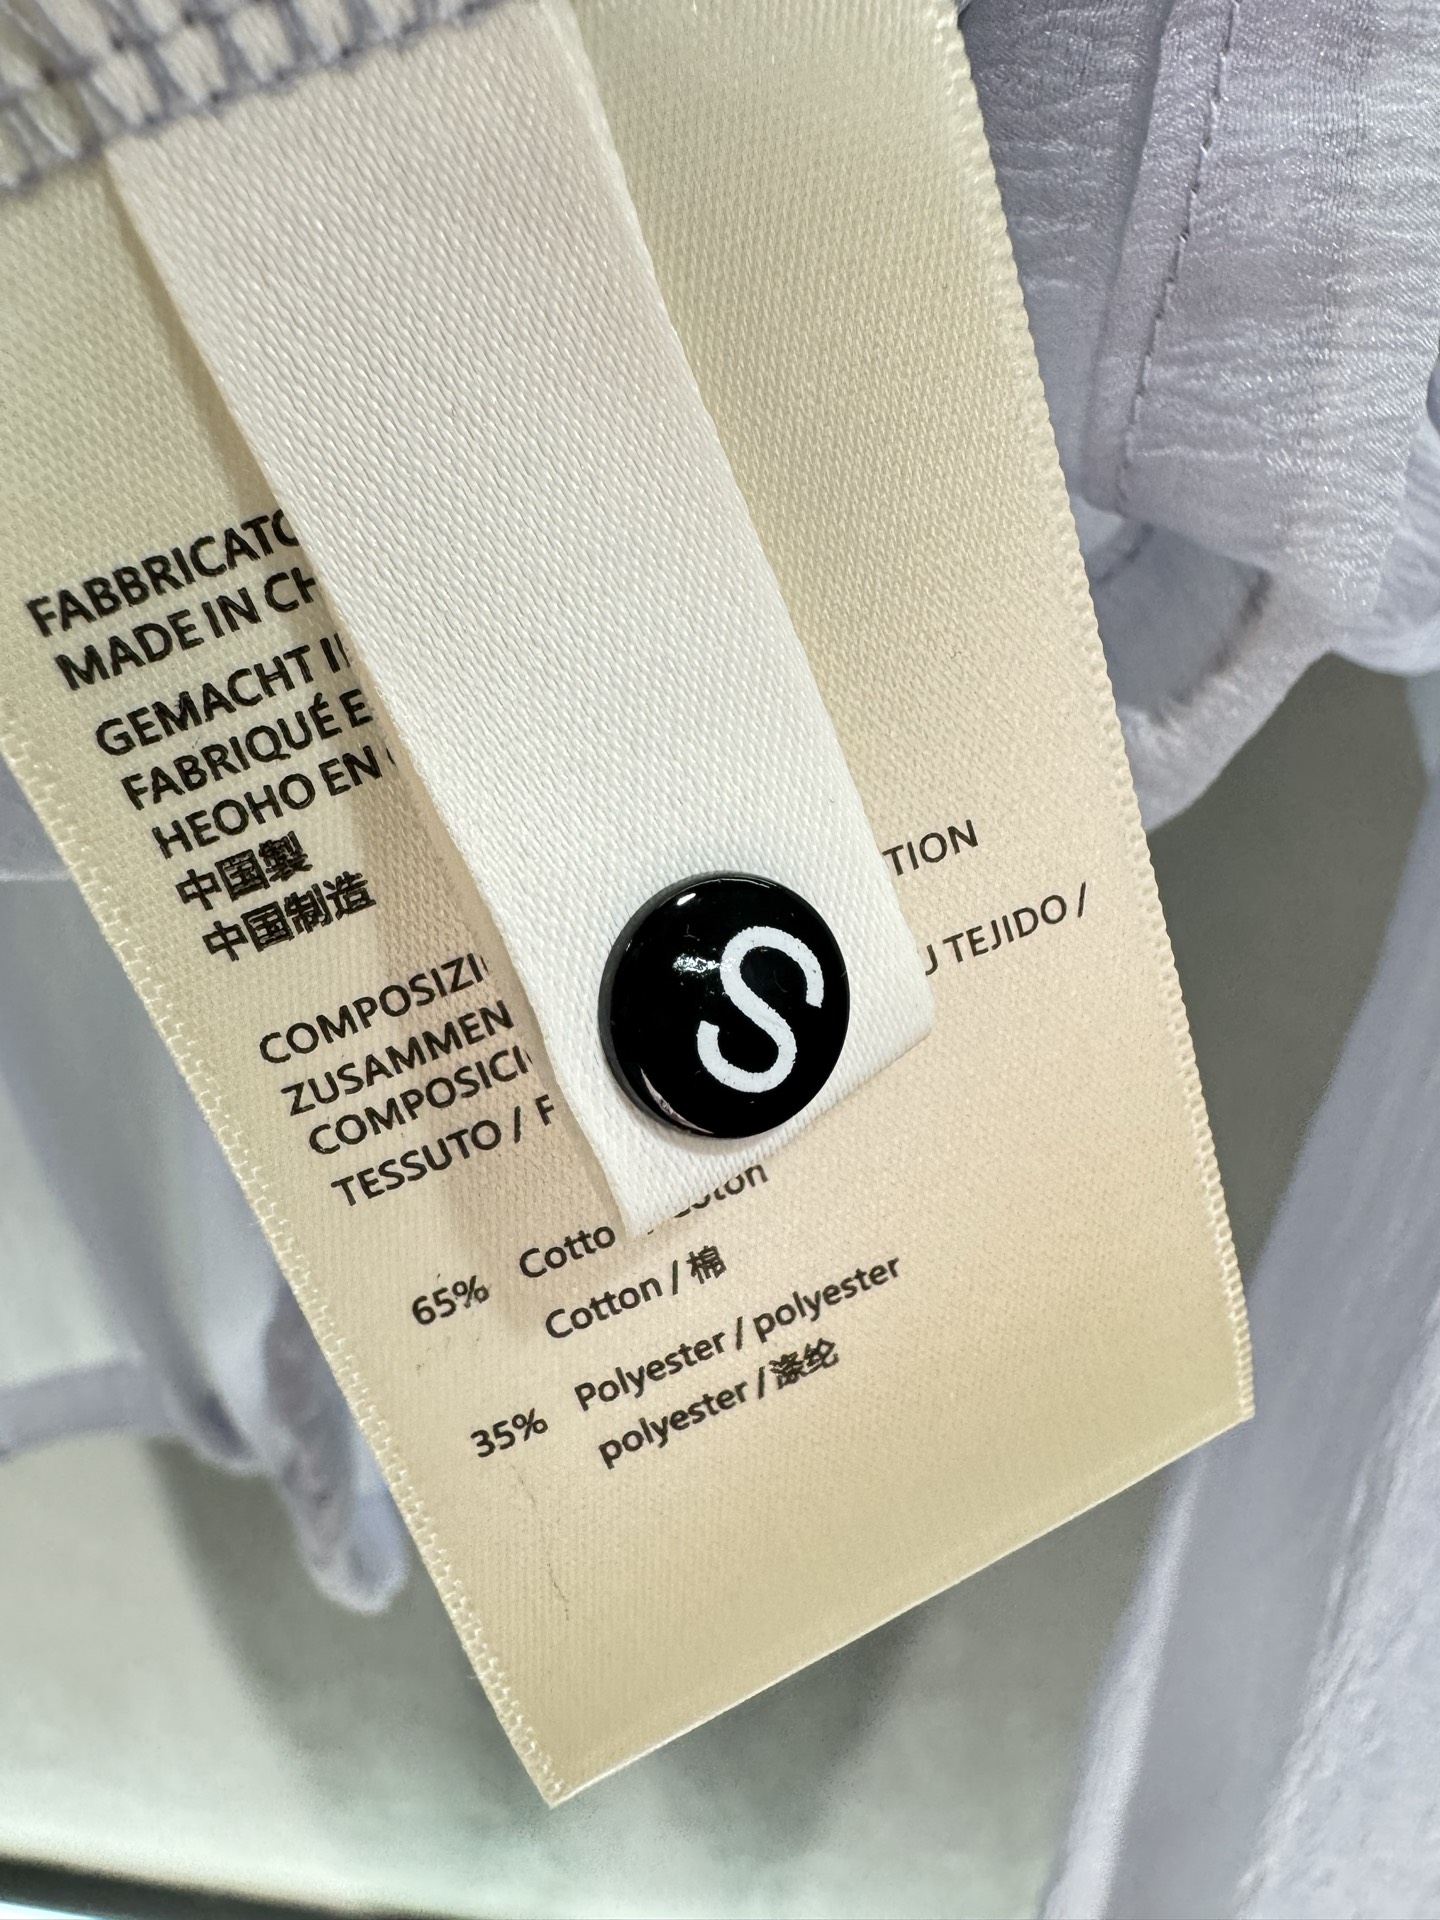 FABBRICATO
MADE IN CH
GEMACHT I
FABRIQUÉ E
HEOHO EN
中国製
中国制造
COMPOSIZI
ZUSAMMEN
COMPOSICI TION
TESSUTO / F U TEJIDO /
S
65% Cotto Coton
Cotton / 棉
35% Polyester / polyester
polyester / 涤纶